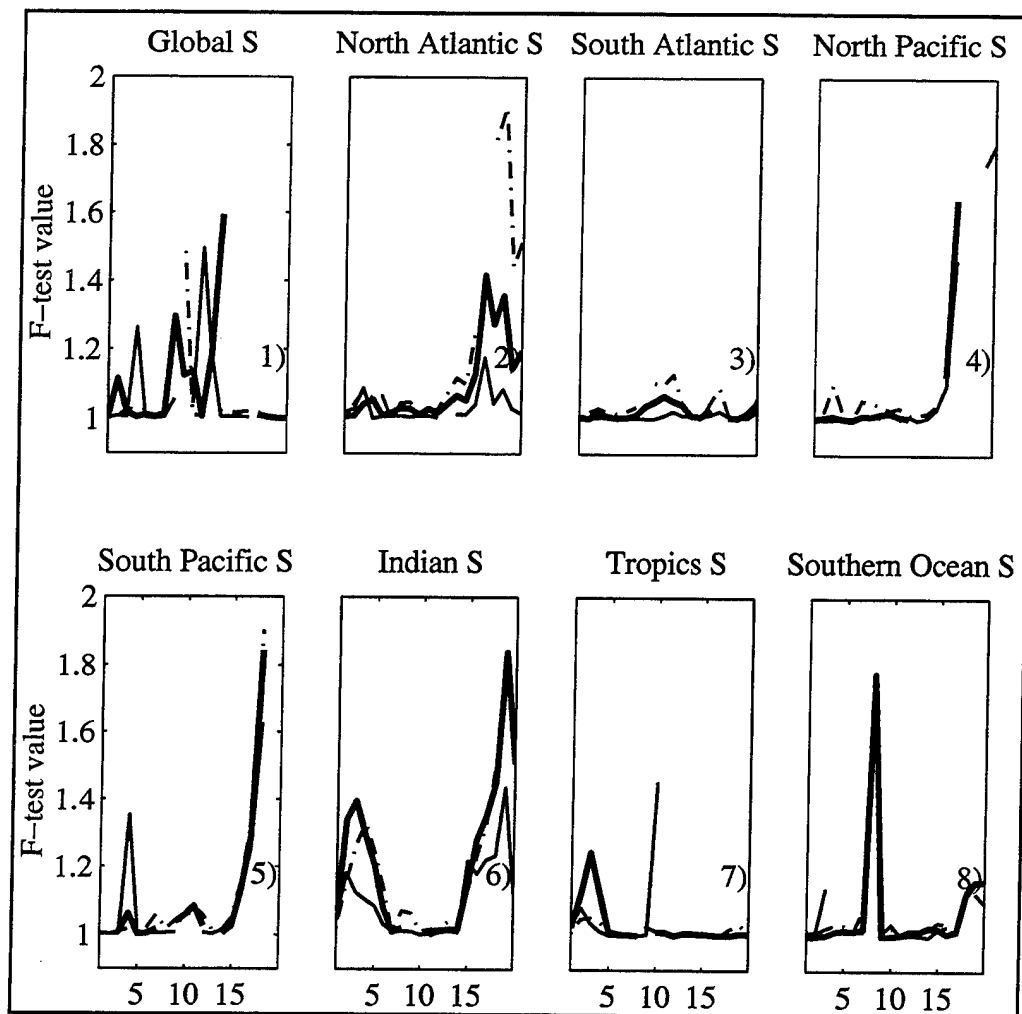 Global S
North Atlantic S
South Atlantic S
North Pacific S
F-test value
2
1.8
1.6
1.4
1.2
1
1)
2)
3)
4)
South Pacific S
Indian S
Tropics S
Southern Ocean S
F-test value
2
1.8
1.6
1.4
1.2
1
5)
6)
7)
8)
5 10 15
5 10 15
5 10 15
5 10 15